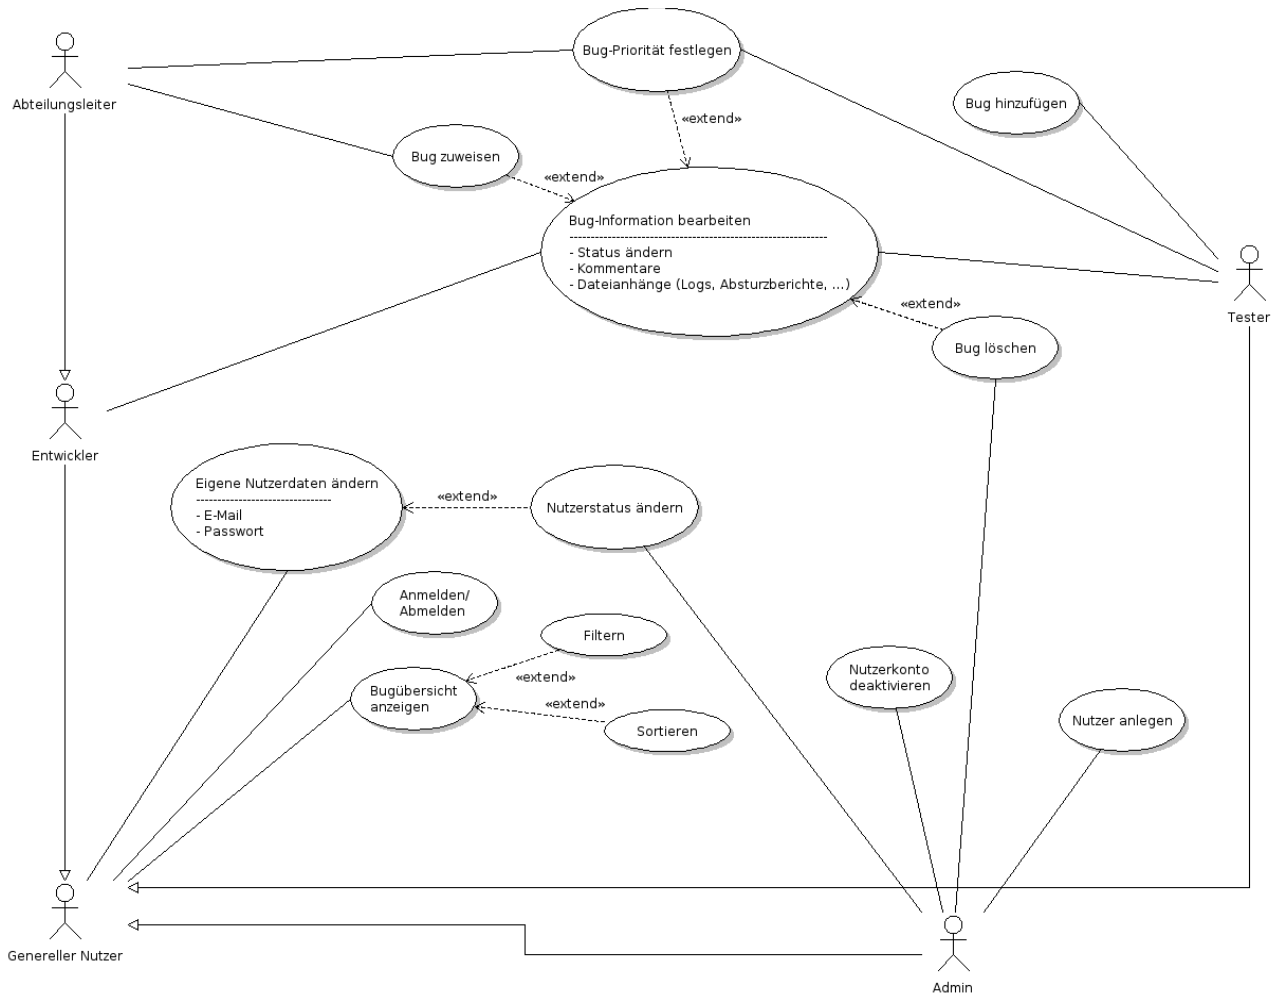 Bug-Priorität festlegen
Abteilungsleiter
Bug hinzufügen
«extend»
Bug zuweisen
«extend»
Bug-Information bearbeiten
--------------------------------------------------------------
- Status ändern
- Kommentare
- Dateianhänge (Logs, Absturzberichte, ...)
«extend»
Tester
Bug löschen
Entwickler
Eigene Nutzerdaten ändern
--------------------------------
- E-Mail
- Passwort
«extend»
Nutzerstatus ändern
Anmelden/
Abmelden
Filtern
«extend»
Bugübersicht
anzeigen
«extend»
Sortieren
Nutzerkonto
deaktivieren
Nutzer anlegen
Genereller Nutzer
Admin